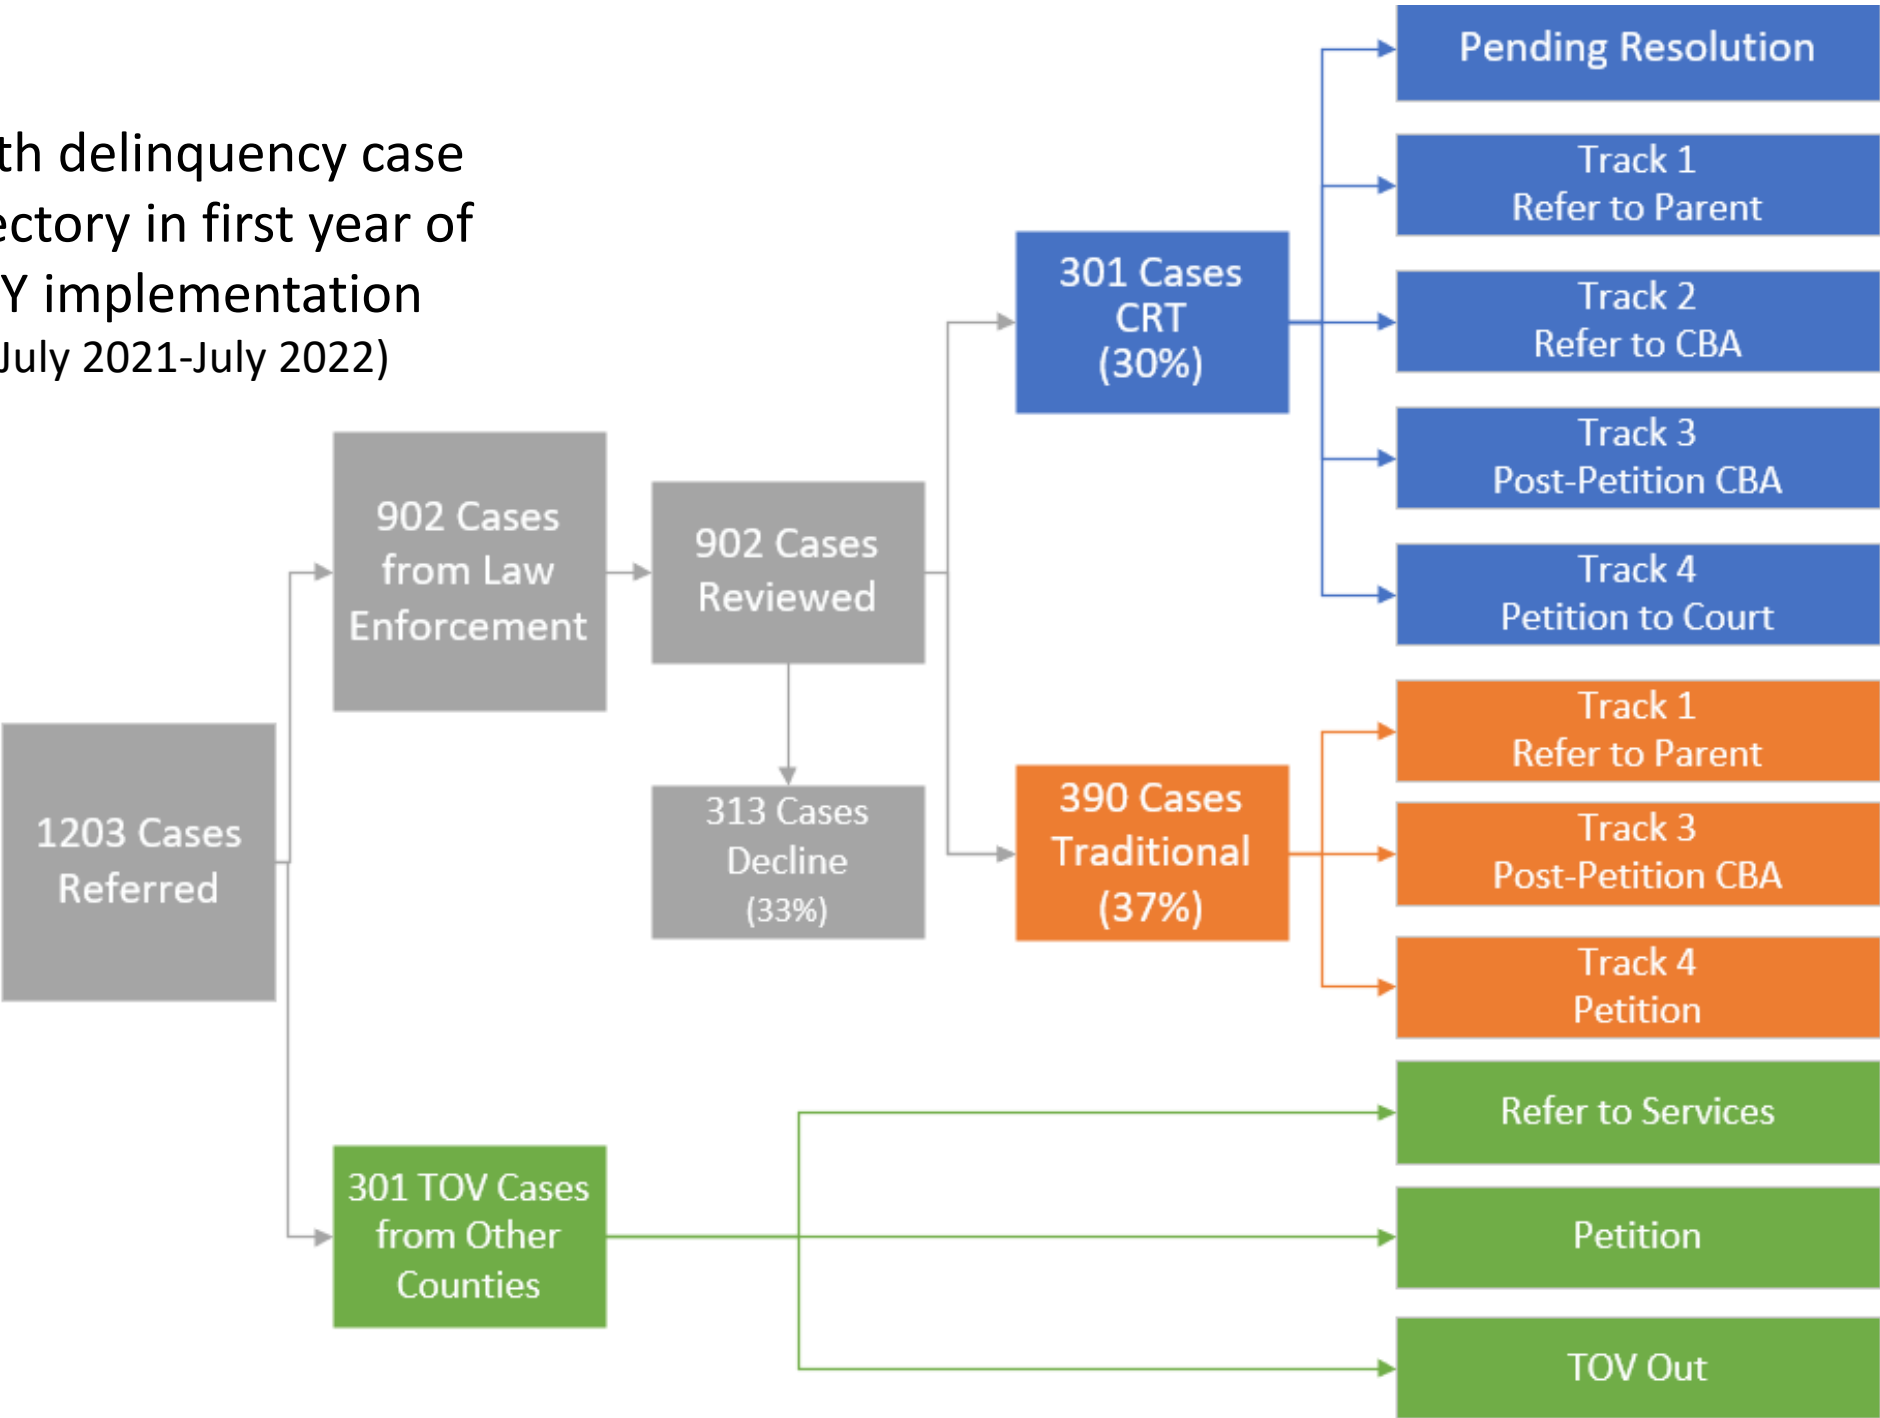 th delinquency case
ectory in first year of
Y implementation
July 2021-July 2022)
1203 Cases
Referred
902 Cases
from Law
Enforcement
902 Cases
Reviewed
313 Cases
Decline
(33%)
301 Cases
CRT
(30%)
390 Cases
Traditional
(37%)
301 TOV Cases
from Other
Counties
Pending Resolution
Track 1
Refer to Parent
Track 2
Refer to CBA
Track 3
Post-Petition CBA
Track 4
Petition to Court
Track 1
Refer to Parent
Track 3
Post-Petition CBA
Track 4
Petition
Refer to Services
Petition
TOV Out